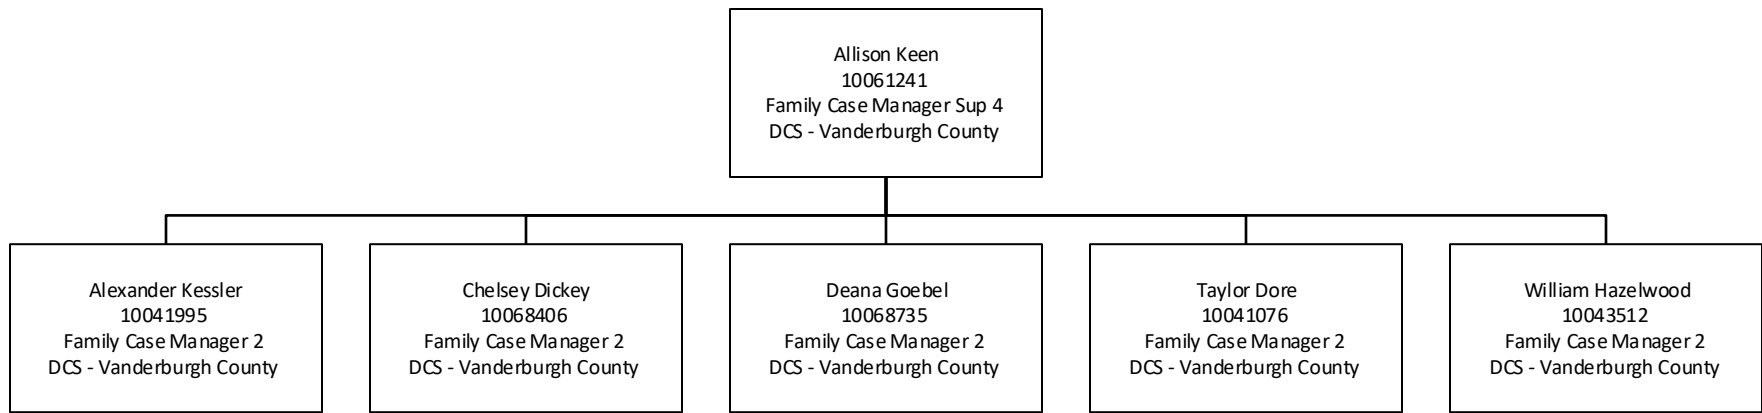 Allison Keen
10061241
Family Case Manager Sup 4
DCS - Vanderburgh County
Alexander Kessler
10041995
Family Case Manager 2
DCS - Vanderburgh County
Chelsey Dickey
10068406
Family Case Manager 2
DCS - Vanderburgh County
Deana Goebel
10068735
Family Case Manager 2
DCS - Vanderburgh County
Taylor Dore
10041076
Family Case Manager 2
DCS - Vanderburgh County
William Hazelwood
10043512
Family Case Manager 2
DCS - Vanderburgh County